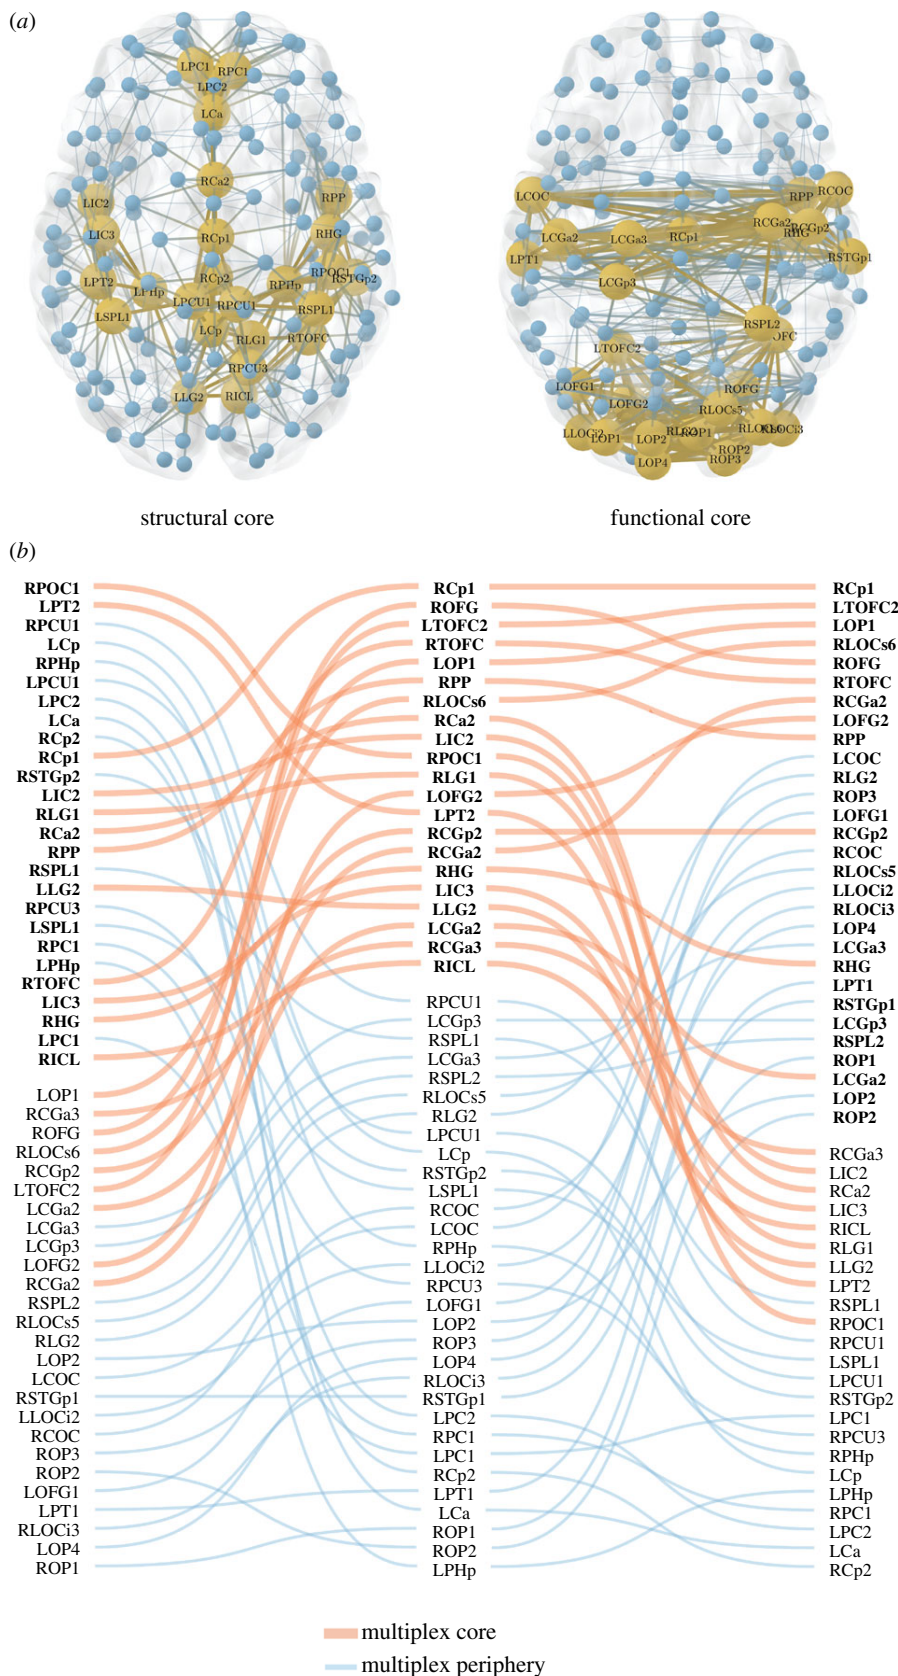 (a)
LPC1
RPC1
LPC2
LCa
RCa2
LIC2
RPP
LIC3
RHG
RCp1
RCp2
RPOC1
RSTGp2
LPT2
LPHp
RPHp
LPCU1
RPCU1
LSPL1
RSPL1
LCp
RLG1
RTOFC
RPCU3
LLG2
RICL
structural core
LCOC
RPP
RCOC
RCGa2
RCGp2
RHG
LCGa2
LCGa3
RCp1
LPT1
RSTGp1
LCGp3
RSPL2
OFC
LTOFC2
LOFG1
ROFG
LOFG2
RLOCs5
LLOCi2
LOP1
LOP2
RLG2
ROP1
RLOCs6
RLOCi3
ROP2
LOP4
ROP3
functional core
(b)
RPOC1
LPT2
RPCU1
LCp
RPHp
LPCU1
LPC2
LCa
RCp2
RCp1
RSTGp2
LIC2
RLG1
RCa2
RPP
RSPL1
LLG2
RPCU3
LSPL1
RPC1
LPHp
RTOFC
LIC3
RHG
LPC1
RICL
LOP1
RCGa3
ROFG
RLOCs6
RCGp2
LTOFC2
LCGa2
LCGa3
LCGp3
LOFG2
RCGa2
RSPL2
RLOCs5
RLG2
LOP2
LCOC
RSTGp1
LLOCi2
RCOC
ROP3
ROP2
LOFG1
LPT1
RLOCi3
LOP4
ROP1
RCp1
ROFG
LTOFC2
RTOFC
LOP1
RPP
RLOCs6
RCa2
LIC2
RPOC1
RLG1
LOFG2
LPT2
RCGp2
RCGa2
RHG
LIC3
LLG2
LCGa2
RCGa3
RICL
RPCU1
LCGp3
RSPL1
LCGa3
RSPL2
RLOCs5
RLG2
LPCU1
LCp
RSTGp2
LSPL1
RCOC
LCOC
RPHp
LLOCi2
RPCU3
LOFG1
LOP2
ROP3
LOP4
RLOCi3
RSTGp1
LPC2
RPC1
LPC1
RCp2
LPT1
LCa
ROP1
ROP2
LPHp
RCp1
LTOFC2
LOP1
RLOCs6
ROFG
RTOFC
RCGa2
LOFG2
RPP
LCOC
RLG2
ROP3
LOFG1
RCGp2
RCOC
RLOCs5
LLOCi2
RLOCi3
LOP4
LCGa3
RHG
LPT1
RSTGp1
LCGp3
RSPL2
ROP1
LCGa2
LOP2
ROP2
RCGa3
LIC2
RCa2
LIC3
RICL
RLG1
LLG2
LPT2
RSPL1
RPOC1
RPCU1
LSPL1
LPCU1
RSTGp2
LPC1
RPCU3
RPHp
LCp
LPHp
RPC1
LPC2
LCa
RCp2
multiplex core
multiplex periphery